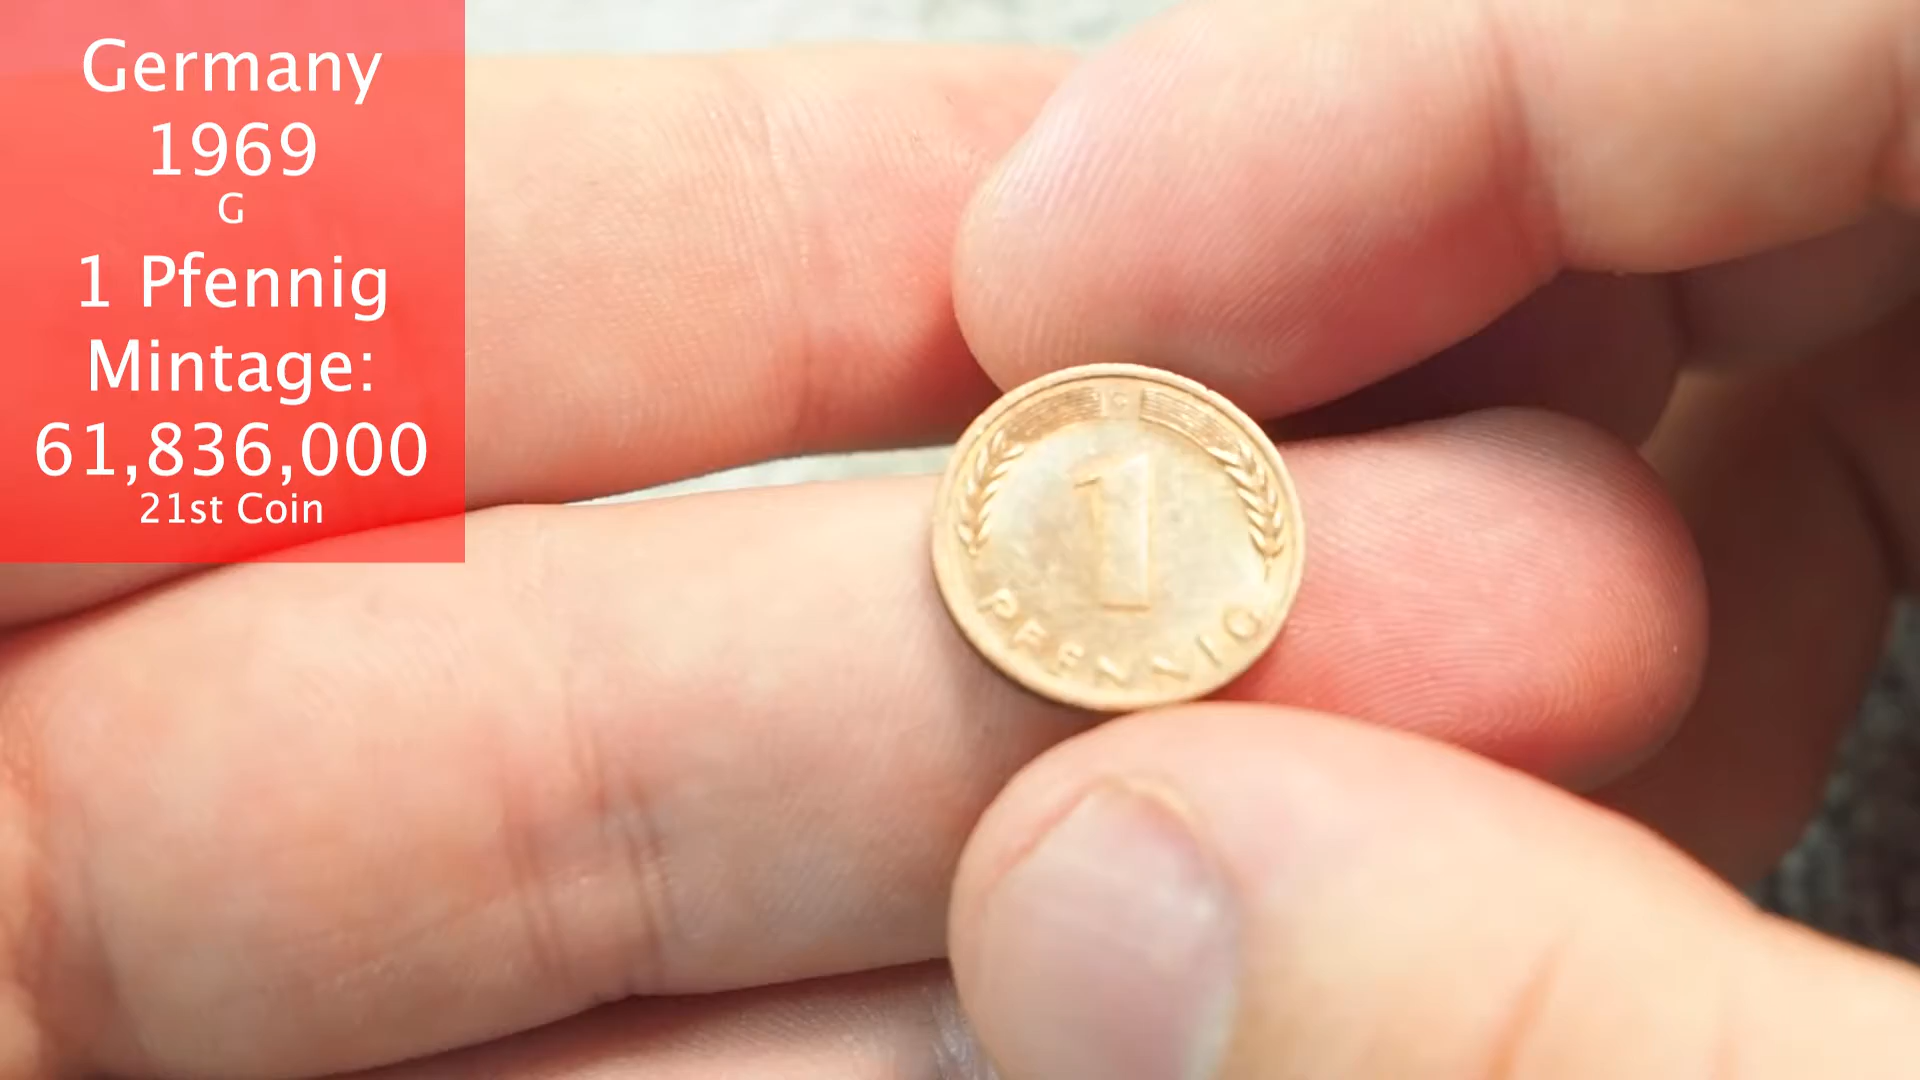 Germany
1969
G
1 Pfennig
Mintage:
61,836,000
21st Coin
G
1
PFENNIG